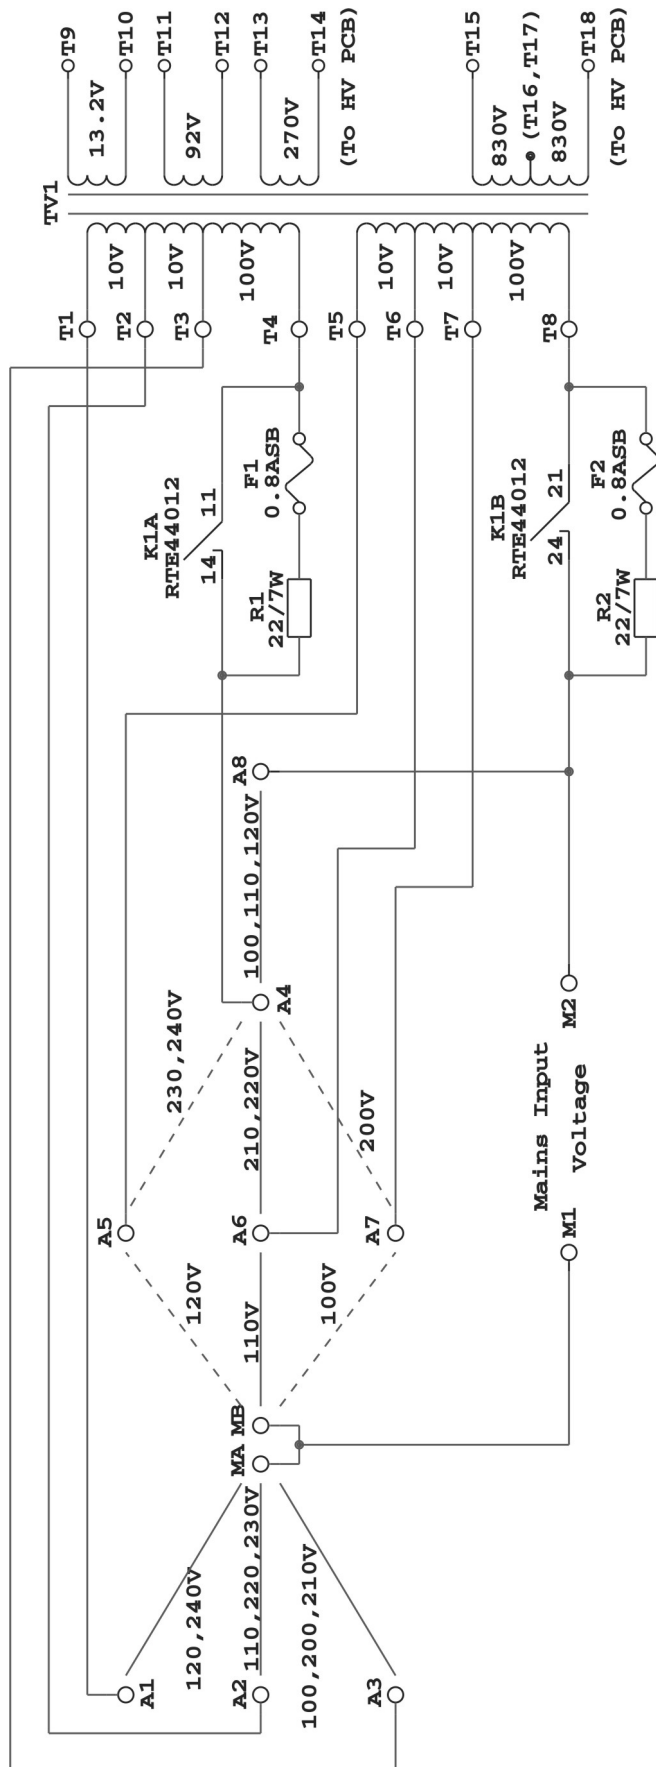 T9
T10
T11
T12
T13
T14
(To HV PCB)
T15
(T16,T17)
T18
(To HV PCB)
13.2V
92V
270V
830V
830V
TV1
10V
10V
100V
10V
10V
100V
T1
T2
T3
T4
T5
T6
T7
T8
K1A
RTE44012
11
14
F1
0.8ASB
R1
22/7W
K1B
RTE44012
21
24
F2
0.8ASB
R2
22/7W
A8
100,110,120V
A4
230,240V
210,220V
200V
A5
A6
A7
120V
110V
100V
MA
MB
120,240V
110,220,230V
100,200,210V
A1
A2
A3
Mains Input
Voltage
M1
M2